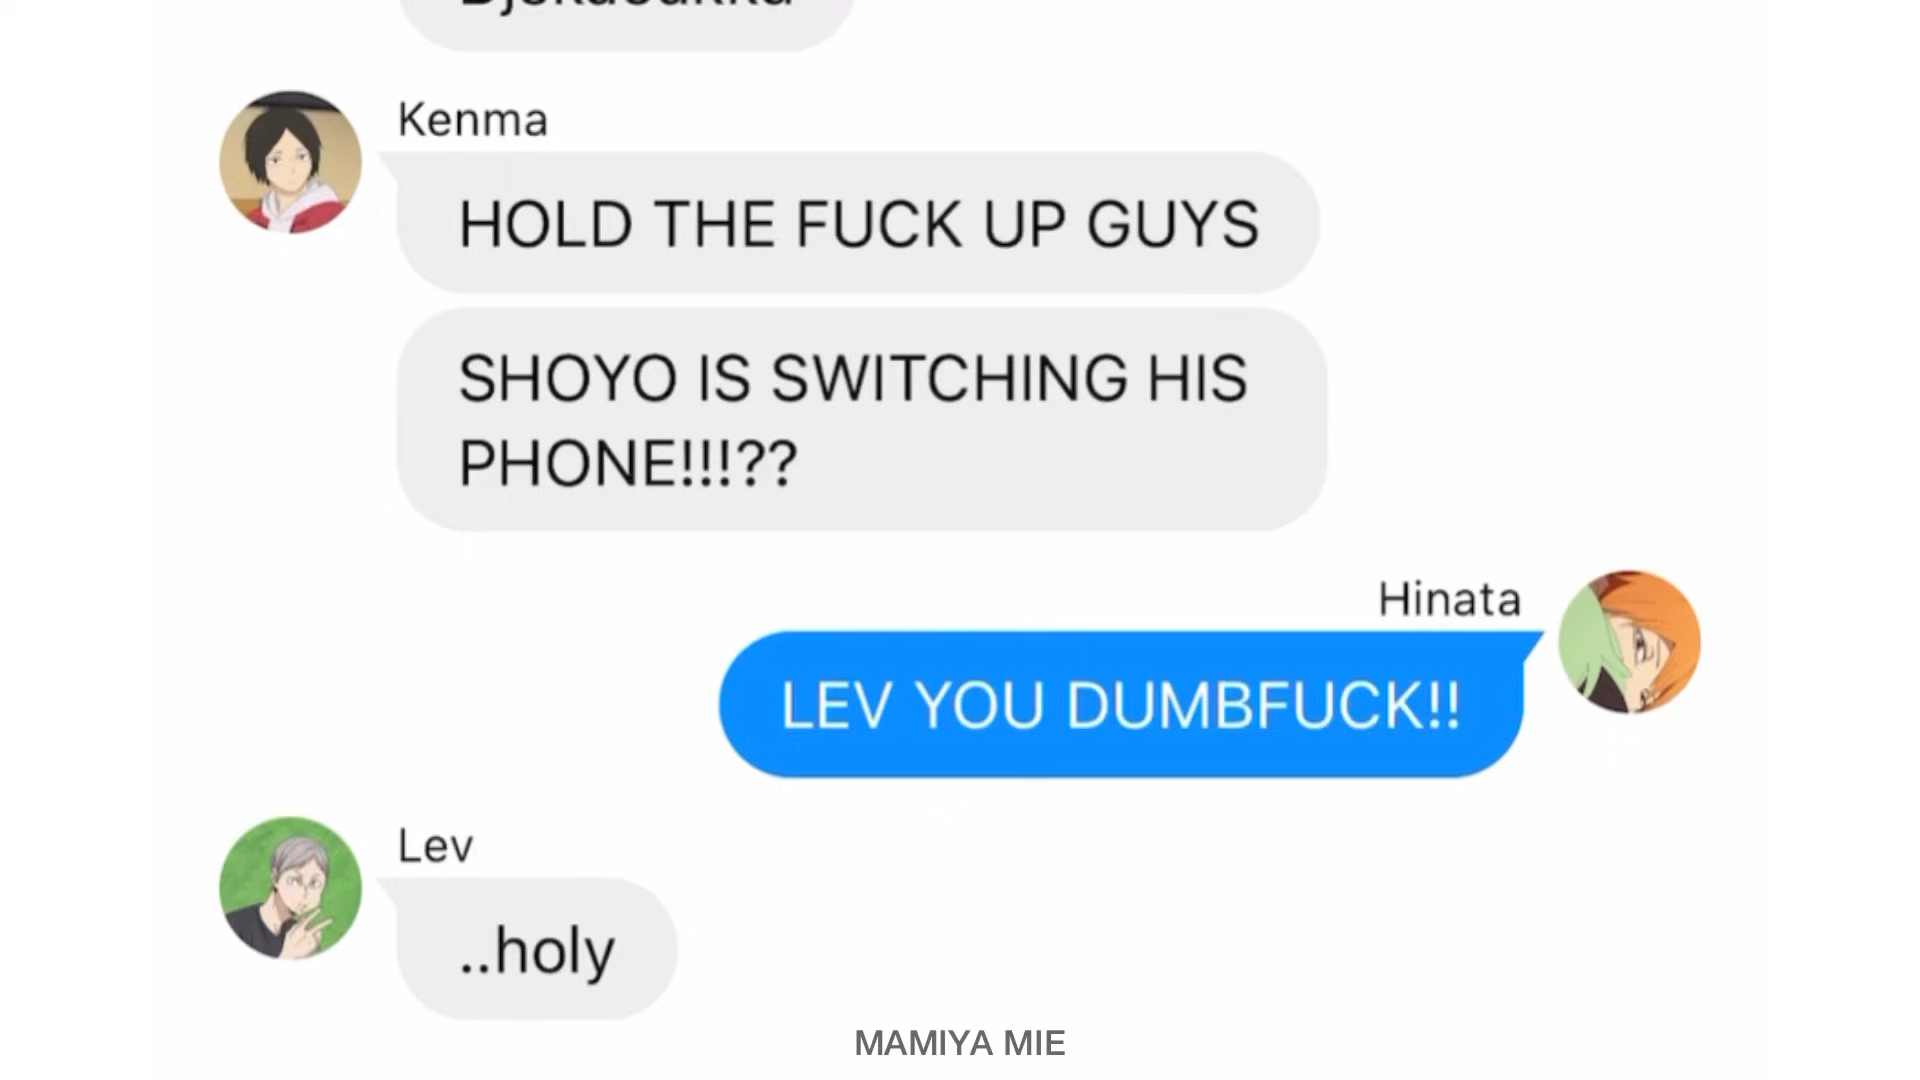 Kenma
HOLD THE FUCK UP GUYS
SHOYO IS SWITCHING HIS
PHONE!!!??
Hinata
LEV YOU DUMBFUCK!!
Lev
..holy
MAMIYA MIE